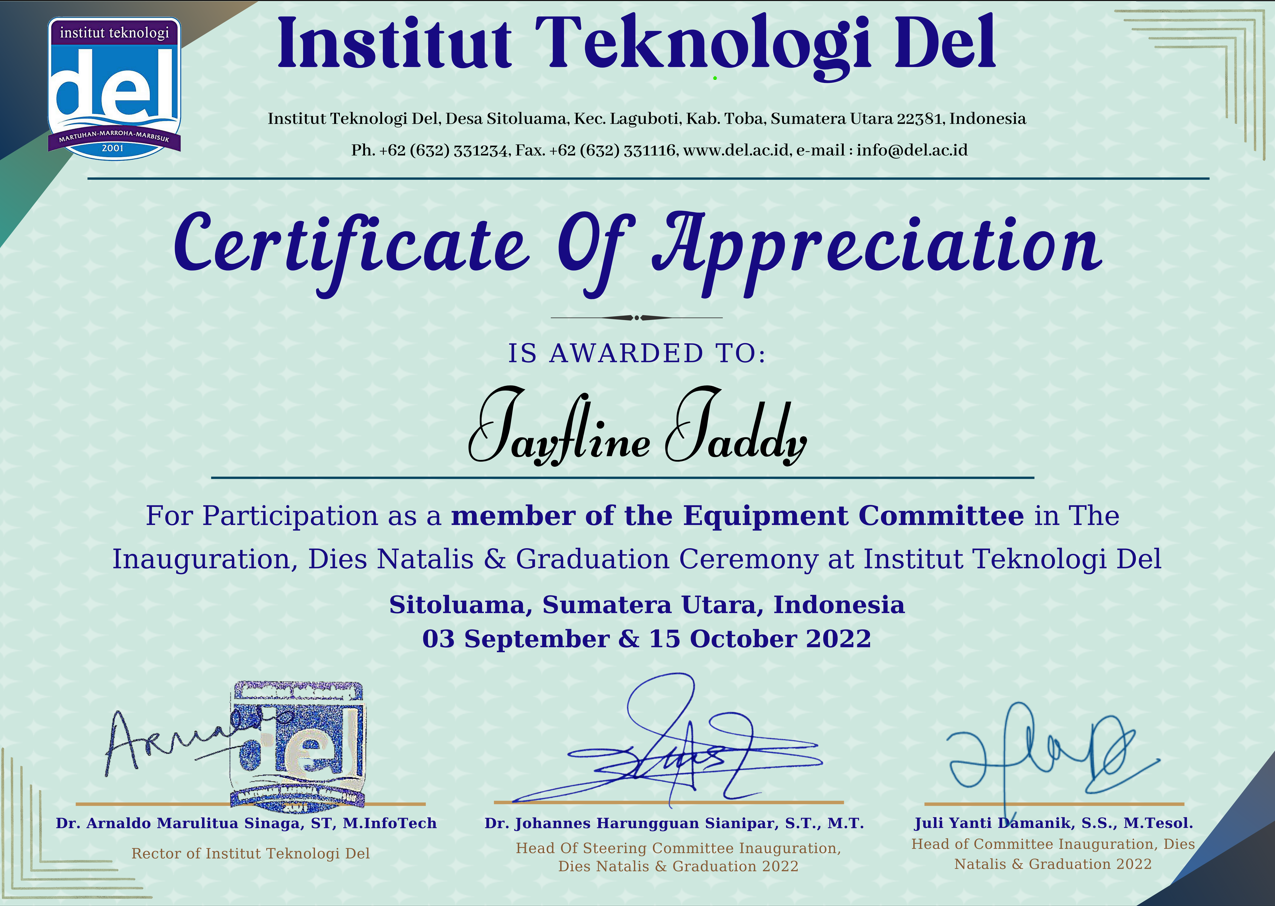 institut teknologi
del
MARTUHAN-MARROHA-MARBISUK
2001
Institut Teknologi Del
Institut Teknologi Del, Desa Sitoluama, Kec. Laguboti, Kab. Toba, Sumatera Utara 22381, Indonesia
Ph. +62 (632) 331234, Fax. +62 (632) 331116, www.del.ac.id, e-mail : info@del.ac.id
Certificate Of Appreciation
IS AWARDED TO:
Jayfline Jaddy
For Participation as a member of the Equipment Committee in The
Inauguration, Dies Natalis & Graduation Ceremony at Institut Teknologi Del
Sitoluama, Sumatera Utara, Indonesia
03 September & 15 October 2022
Arnaldo
del
MARTUHAN MARROHA MARBISUK
2001
Dr. Arnaldo Marulitua Sinaga, ST, M.InfoTech
Rector of Institut Teknologi Del
Dr. Johannes Harungguan Sianipar, S.T., M.T.
Head Of Steering Committee Inauguration,
Dies Natalis & Graduation 2022
Juli Yanti Damanik, S.S., M.Tesol.
Head of Committee Inauguration, Dies
Natalis & Graduation 2022